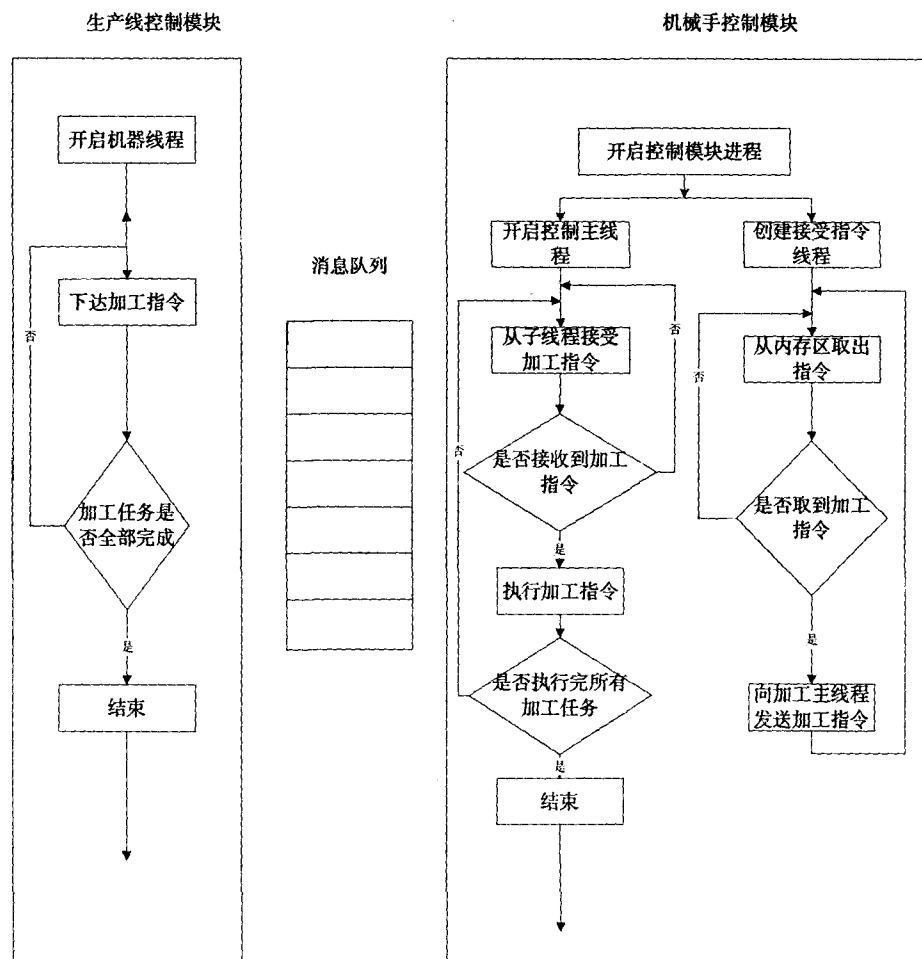 生产线控制模块
机械手控制模块
开启机器线程
下达加工指令
否
加工任务是
否全部完成
是
结束
消息队列
开启控制模块进程
开启控制主线
程
从子线程接受
加工指令
否
否
是否接收到加工
指令
是
执行加工指令
是否执行完所有
加工任务
是
结束
创建接受指令
线程
从内存区取出
指令
否
是否取到加工
指令
是
向加工主线程
发送加工指令